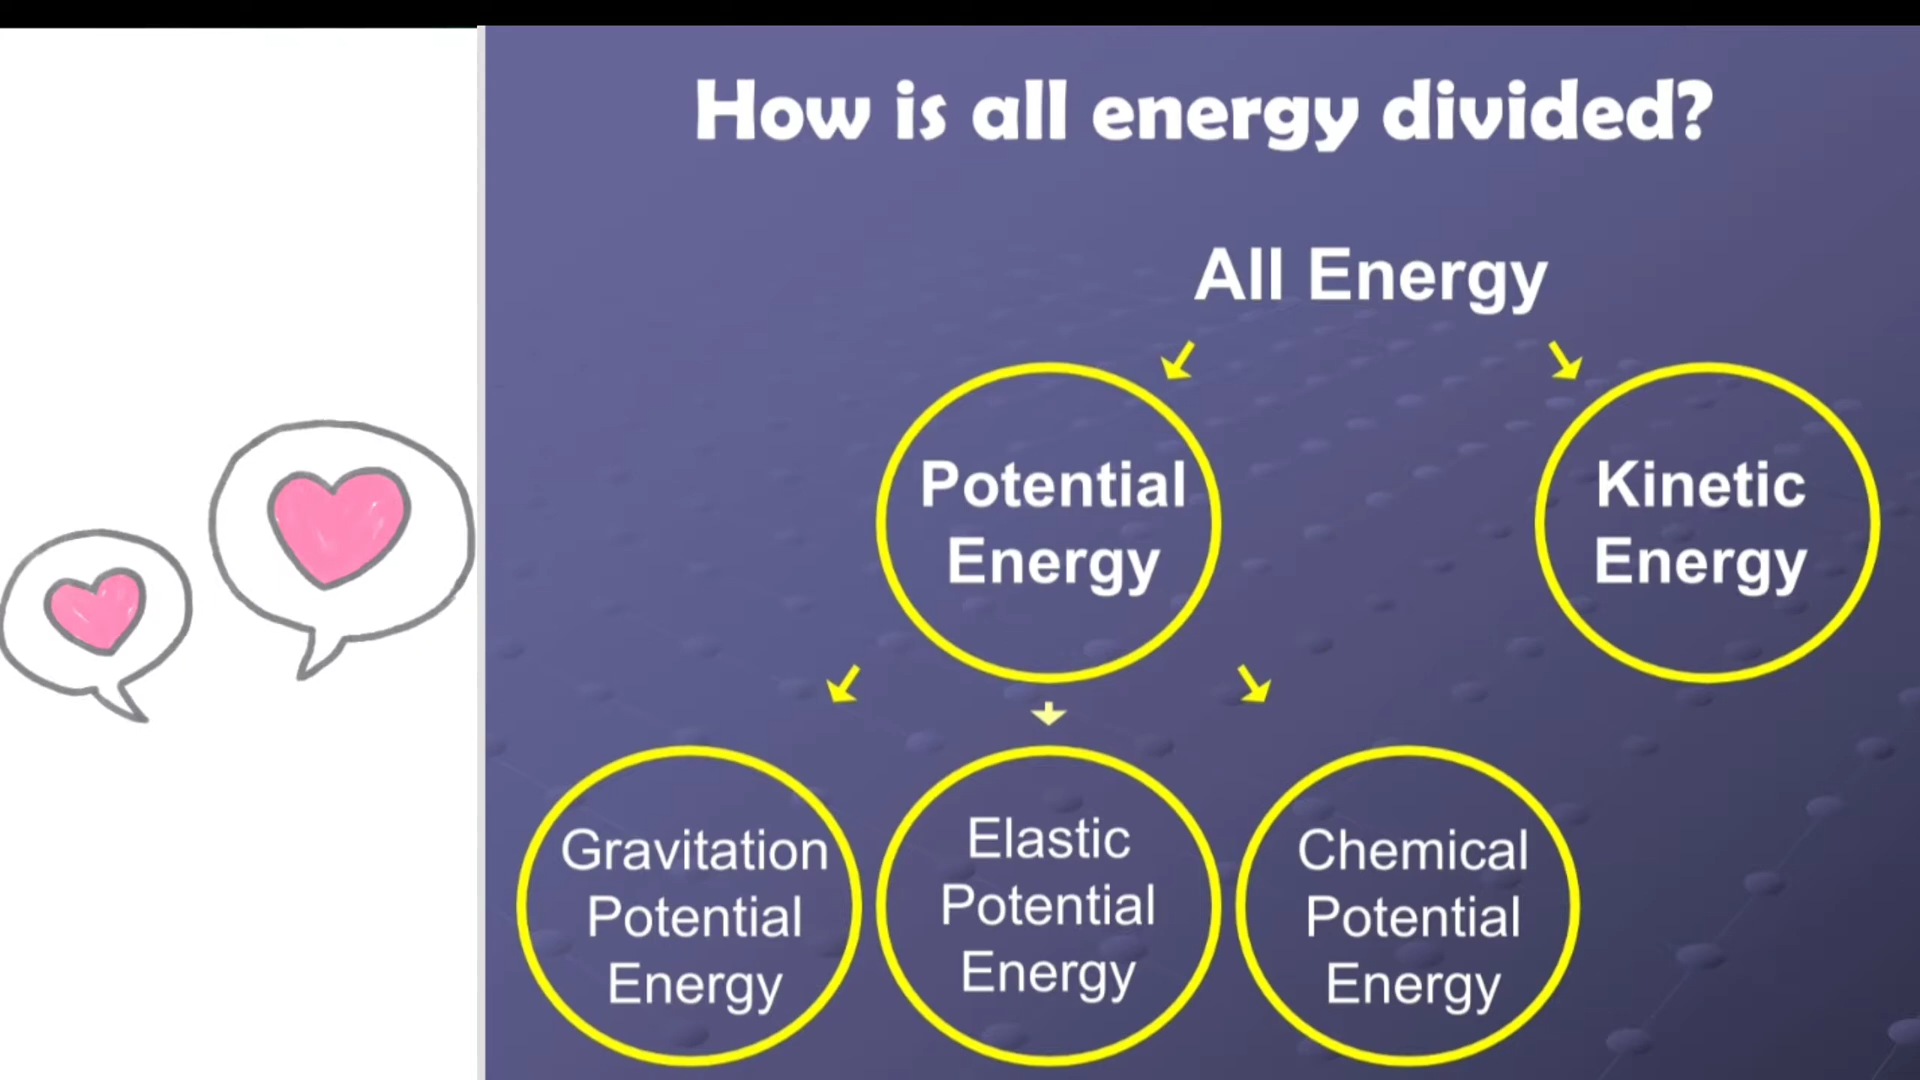 How is all energy divided?
All Energy
Potential
Energy
Kinetic
Energy
Gravitation
Potential
Energy
Elastic
Potential
Energy
Chemical
Potential
Energy